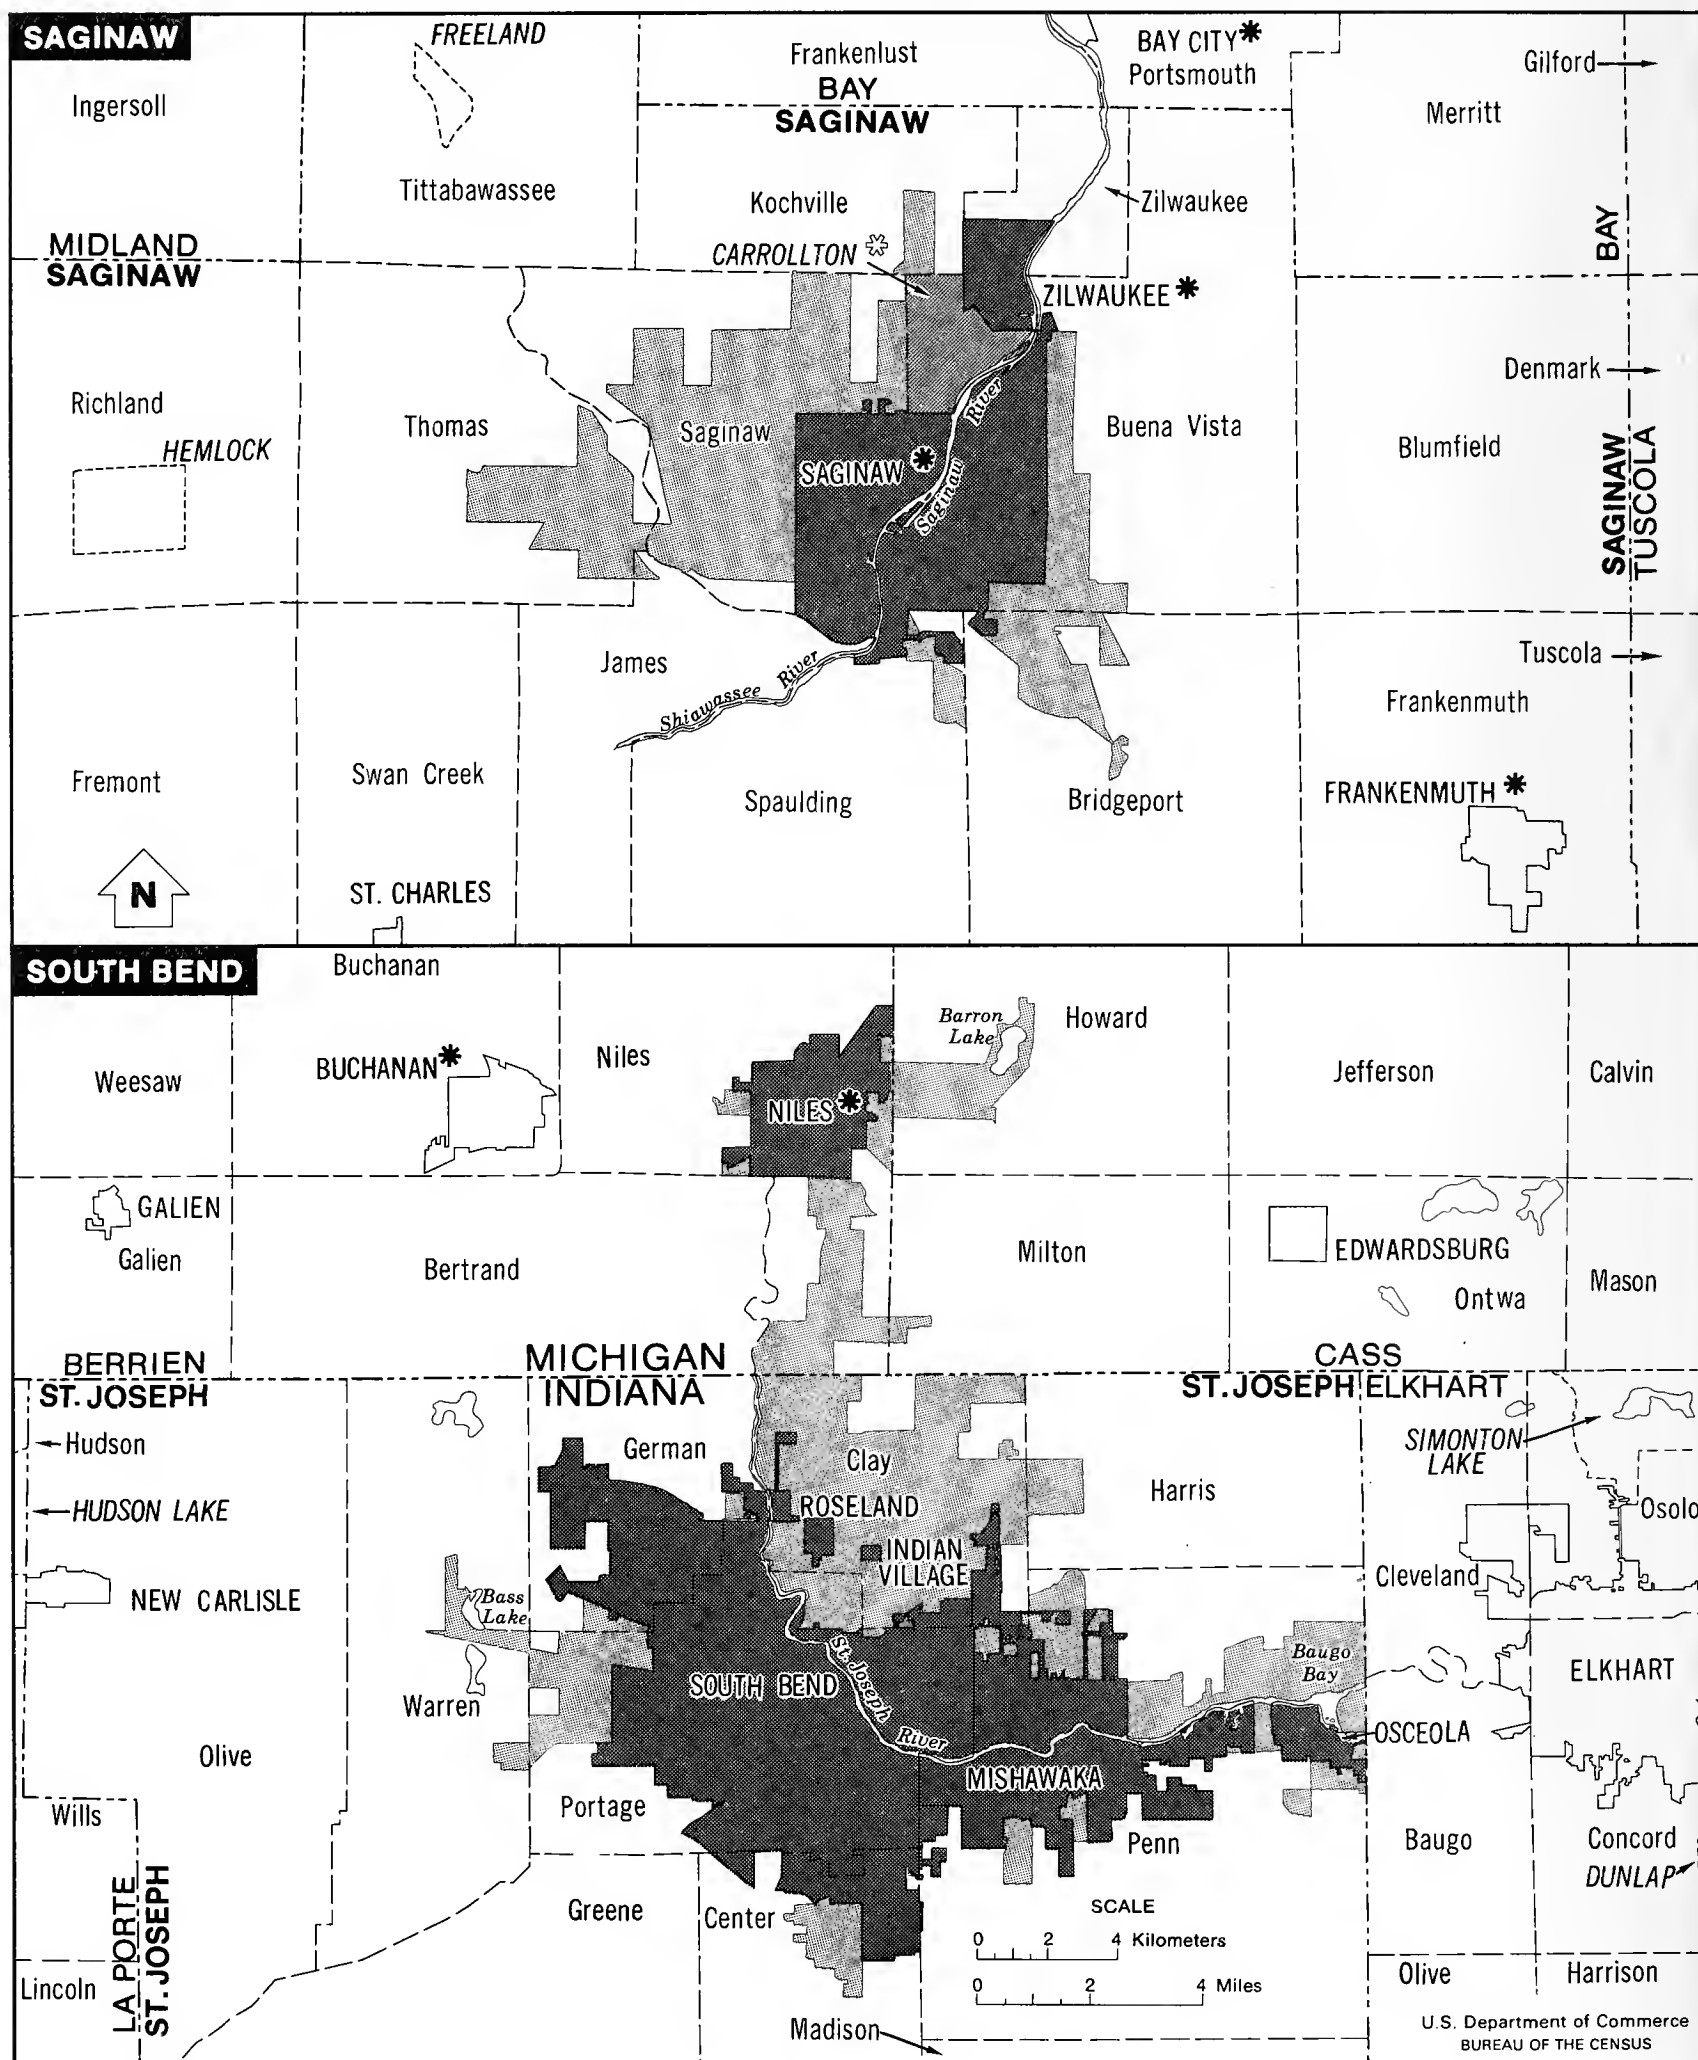 SAGINAW
FREELAND
Frankenlust
BAY CITY
Portsmouth
Gilford
Ingersoll
BAY
SAGINAW
Merritt
Tittabawassee
Kochville
Zilwaukee
MIDLAND
SAGINAW
CARROLLTON
BAY
ZILWAUKEE
Denmark
Richland
Thomas
Saginaw
River
Buena Vista
HEMLOCK
SAGINAW
Saginaw
Blumfield
SAGINAW
TUSCOLA
James
Shiawassee River
Tuscola
Frankenmuth
Fremont
Swan Creek
Spaulding
Bridgeport
FRANKENMUTH
N
ST. CHARLES
SOUTH BEND
Buchanan
Barron
Lake
Howard
BUCHANAN
Niles
Weesaw
Jefferson
Calvin
NILES
GALIEN
Galien
Bertrand
Milton
EDWARDSBURG
Ontwa
Mason
BERRIEN
MICHIGAN
CASS
ST. JOSEPH
INDIANA
ST. JOSEPH
ELKHART
Hudson
German
Clay
SIMONTON
LAKE
HUDSON LAKE
ROSELAND
Harris
Osolo
INDIAN
VILLAGE
NEW CARLISLE
Bass
Lake
Cleveland
St. Joseph
River
Baugo
Bay
SOUTH BEND
ELKHART
Warren
OSCEOLA
Olive
MISHAWAKA
Wills
Portage
Penn
Baugo
Concord
DUNLAP
LA PORTE
ST. JOSEPH
Greene
Center
SCALE
0 2 4 Kilometers
0 2 4 Miles
Lincoln
Olive
Harrison
Madison
U.S. Department of Commerce
BUREAU OF THE CENSUS